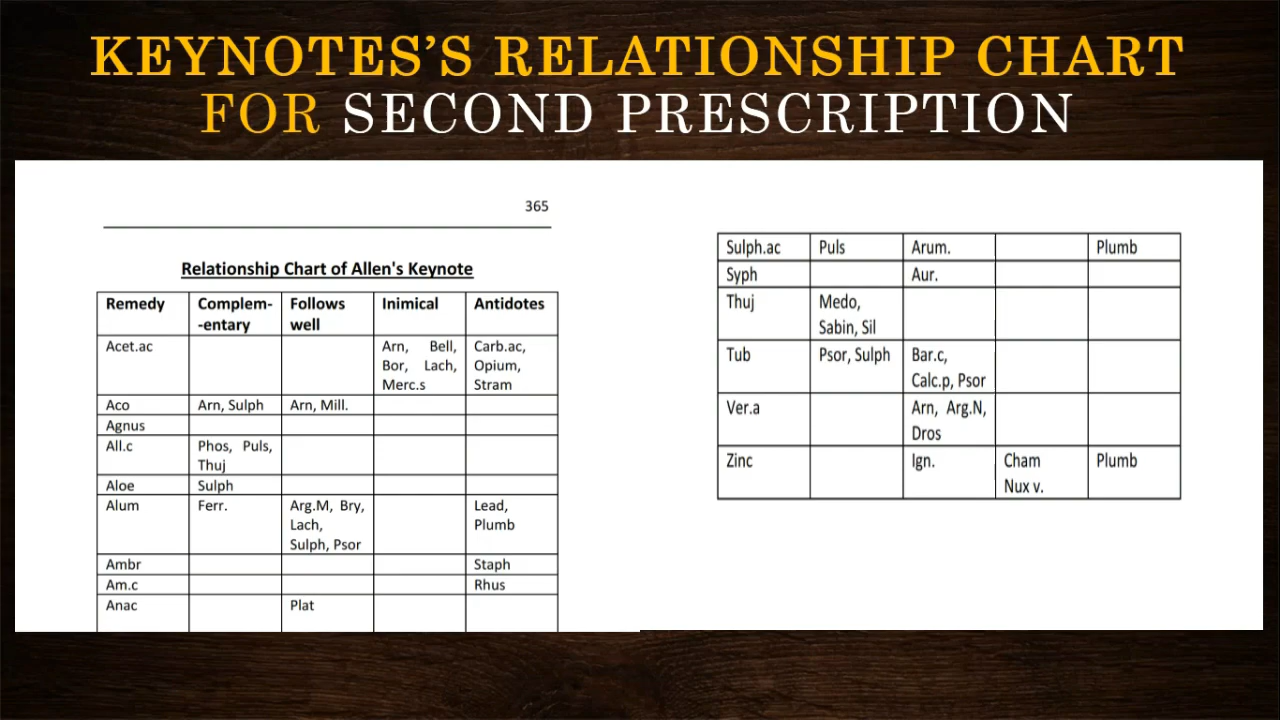 KEYNOTES’S RELATIONSHIP CHART
FOR SECOND PRESCRIPTION
365
Relationship Chart of Allen's Keynote
Remedy Complem- -entary Follows well Inimical Antidotes
Acet.ac Arn, Bell, Bor, Lach, Merc.s Carb.ac, Opium, Stram
Aco Arn, Sulph Arn, Mill.
Agnus
All.c Phos, Puls, Thuj
Aloe Sulph
Alum Ferr. Arg.M, Bry, Lach, Sulph, Psor Lead, Plumb
Ambr Staph
Am.c Rhus
Anac Plat
Sulph.ac Puls Arum. Plumb
Syph Aur.
Thuj Medo, Sabin, Sil
Tub Psor, Sulph Bar.c, Calc.p, Psor
Ver.a Arn, Arg.N, Dros
Zinc Ign. Cham Nux v. Plumb